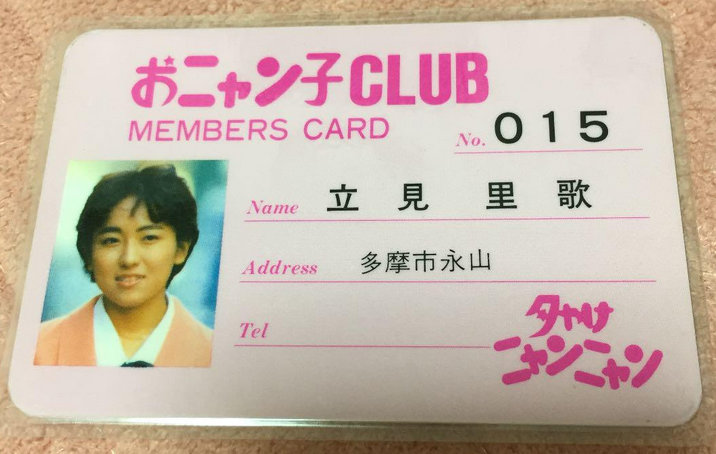 おニャン子CLUB
MEMBERS CARD
No. 015
Name 立見 里歌
Address 多摩市永山
Tel
夕やけ
ニャンニャン